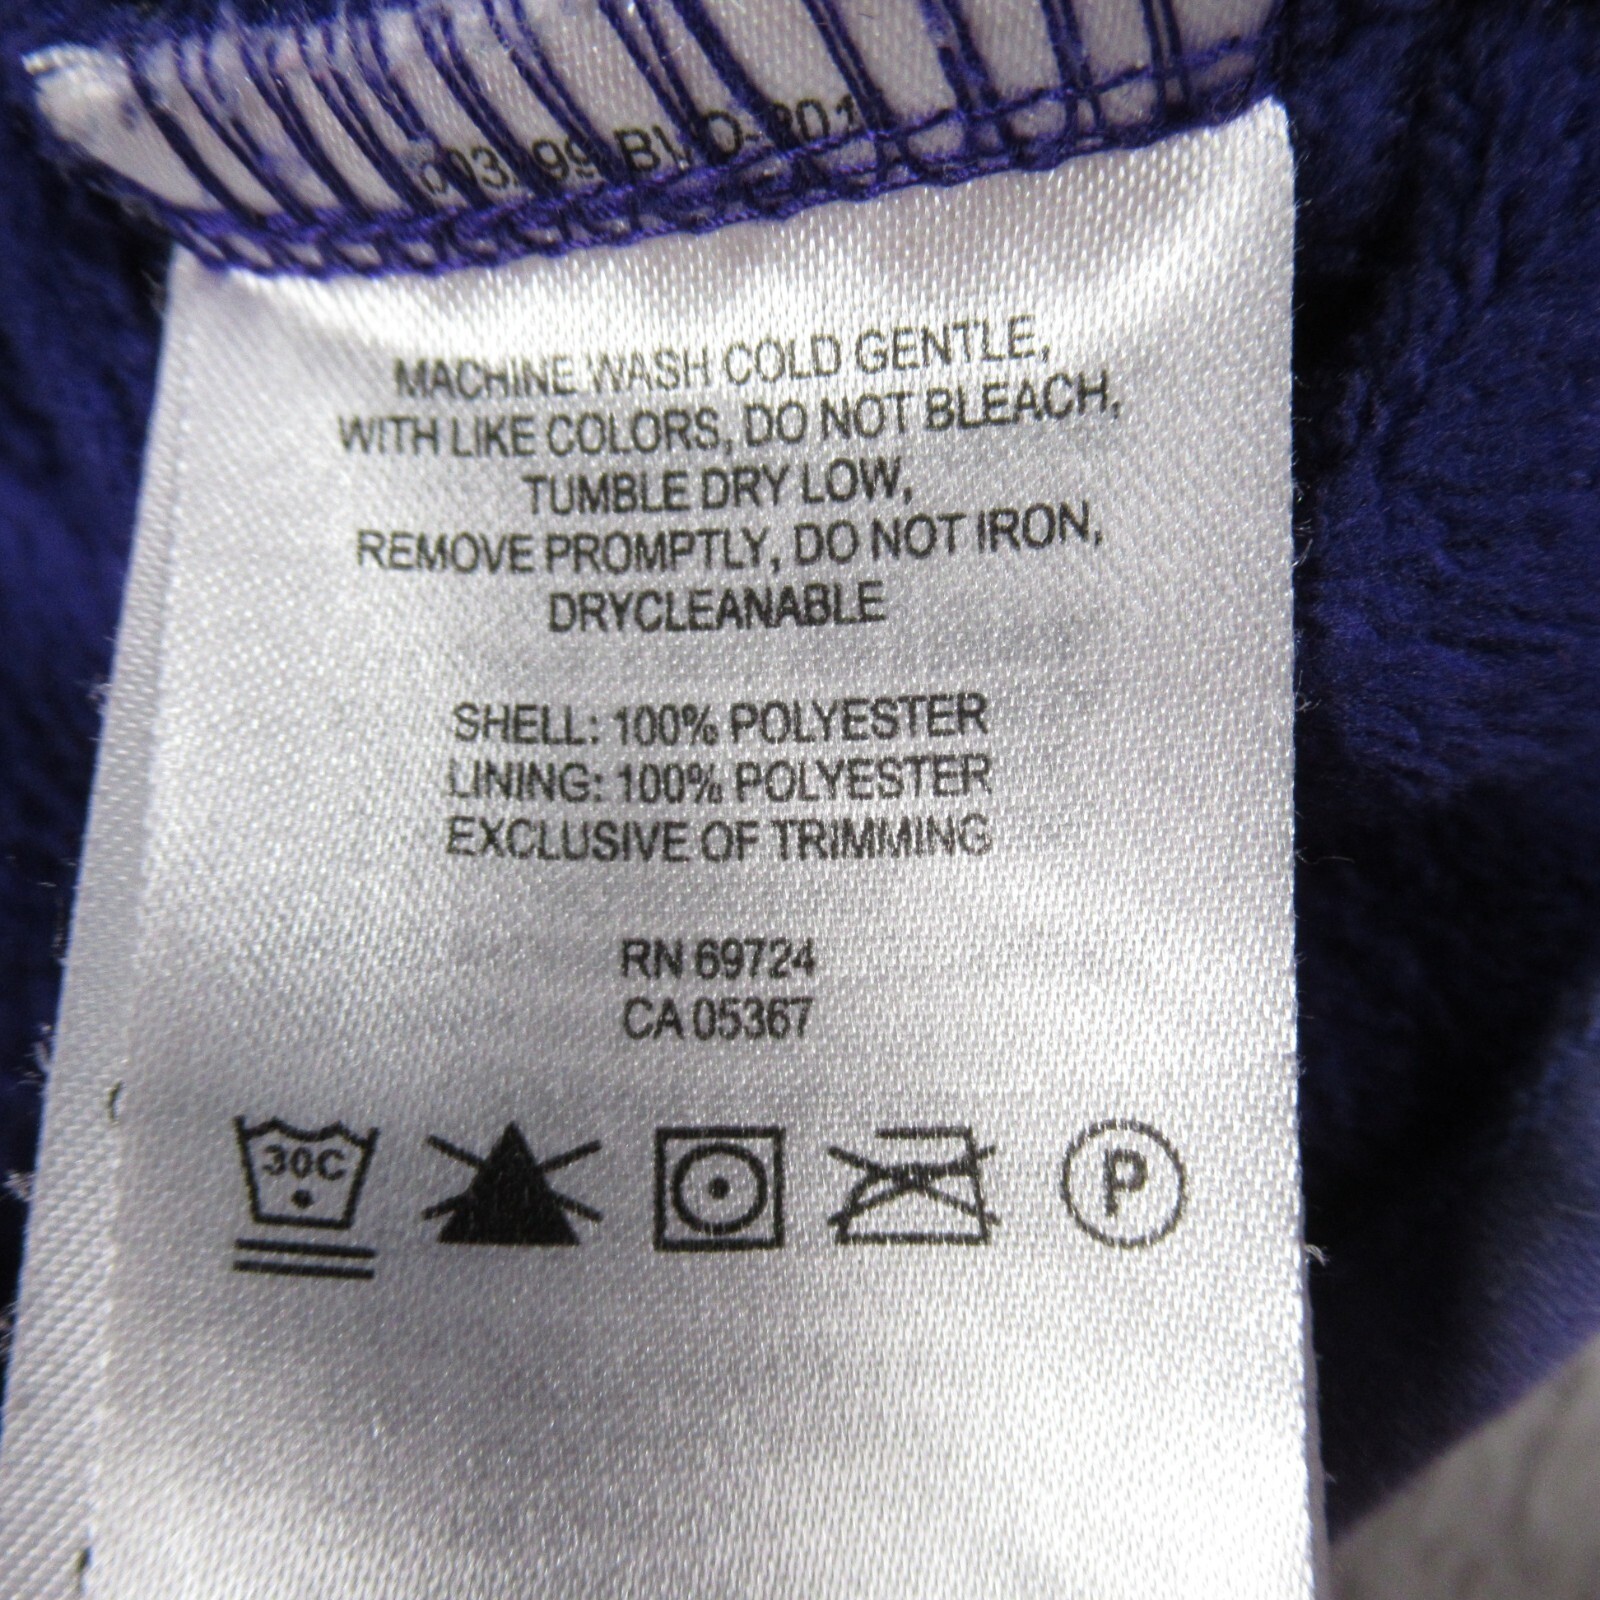 MACHINE WASH COLD GENTLE,
WITH LIKE COLORS, DO NOT BLEACH,
TUMBLE DRY LOW,
REMOVE PROMPTLY, DO NOT IRON,
DRYCLEANABLE
SHELL: 100% POLYESTER
LINING: 100% POLYESTER
EXCLUSIVE OF TRIMMING
RN 69724
CA 05367
30C
P